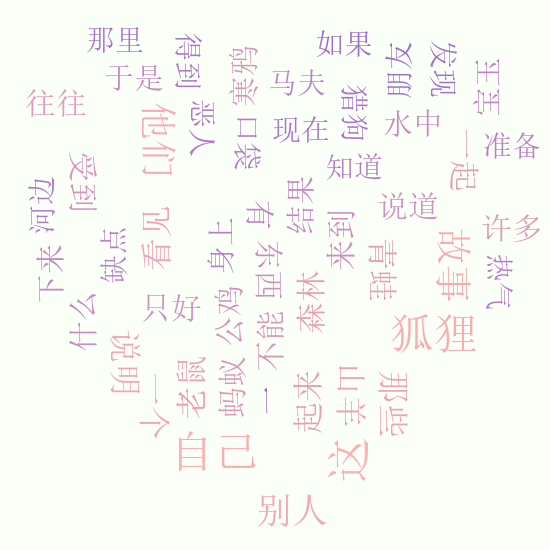 那里
得到
寒鸦
如果
朋友
发现
于是
马夫
宝玉
往往
他们
恶人
口袋
现在
猎狗
水中
准备
受到
知道
一起
河边
看见
有
结果
说道
许多
下来
缺点
身上
来到
青蛙
故事
热气
什么
只好
公鸡
森林
狐狸
说明
老鼠
蚂蚁
不能
一个
一
起来
山羊
那些
自己
这
别人